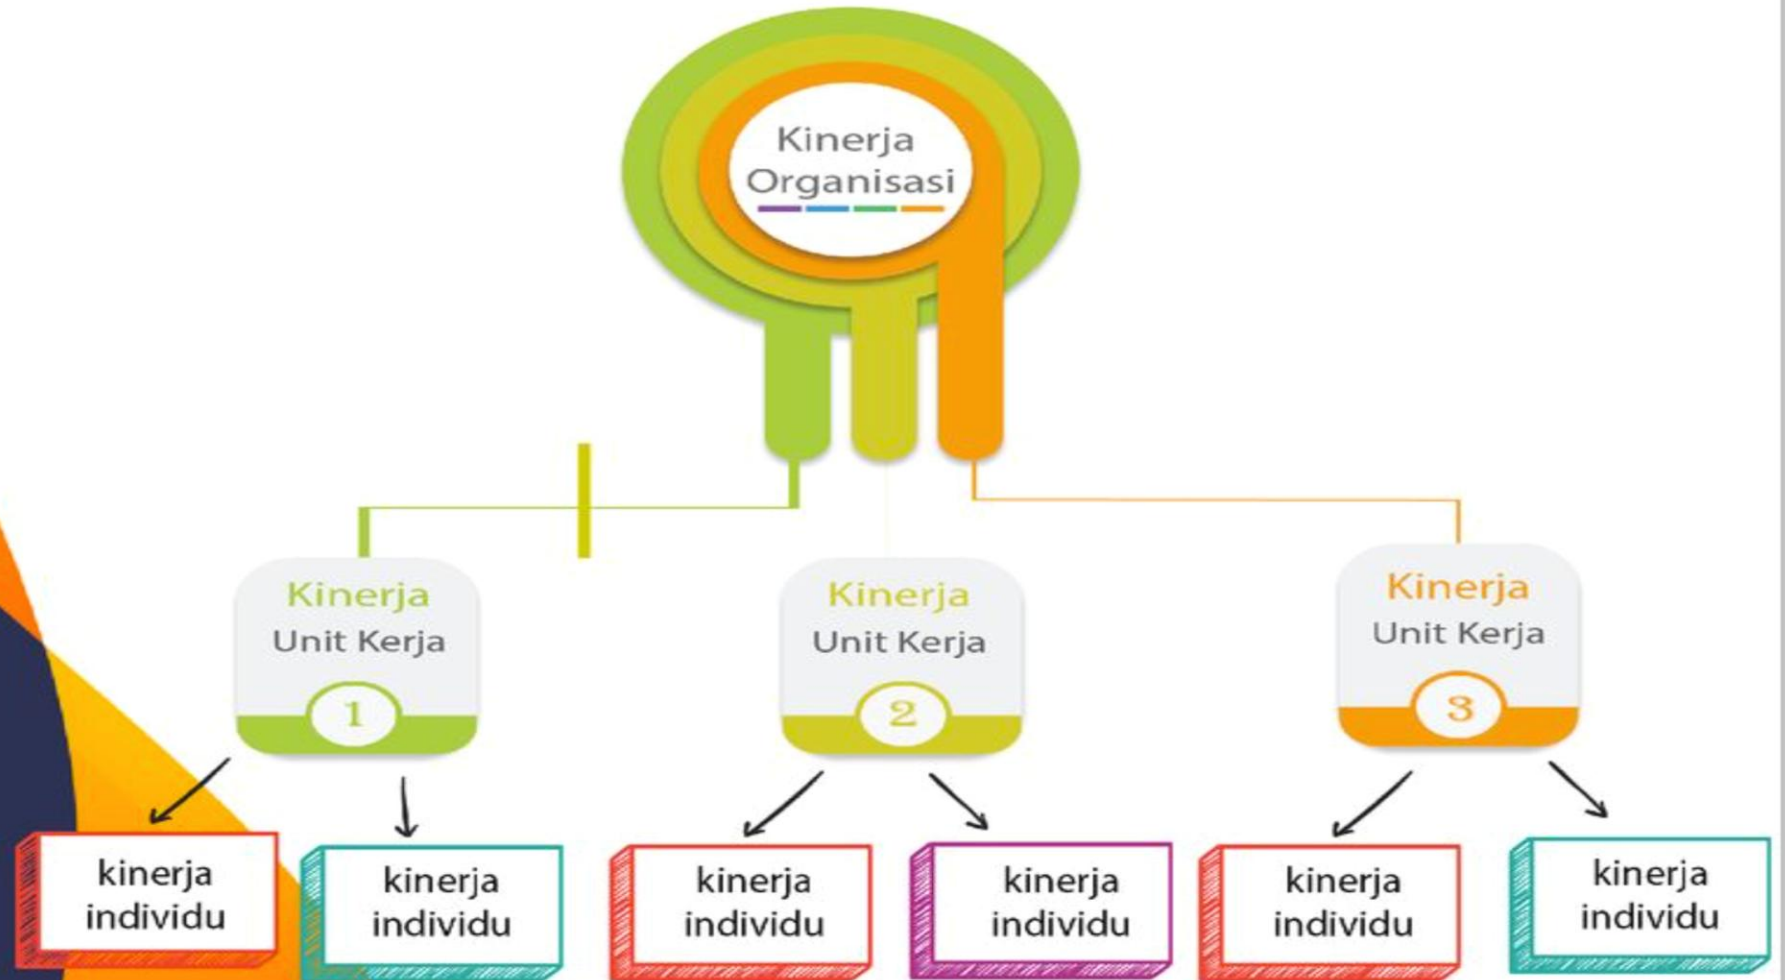 Kinerja
Organisasi
Kinerja
Unit Kerja
1
Kinerja
Unit Kerja
2
Kinerja
Unit Kerja
3
kinerja
individu
kinerja
individu
kinerja
individu
kinerja
individu
kinerja
individu
kinerja
individu